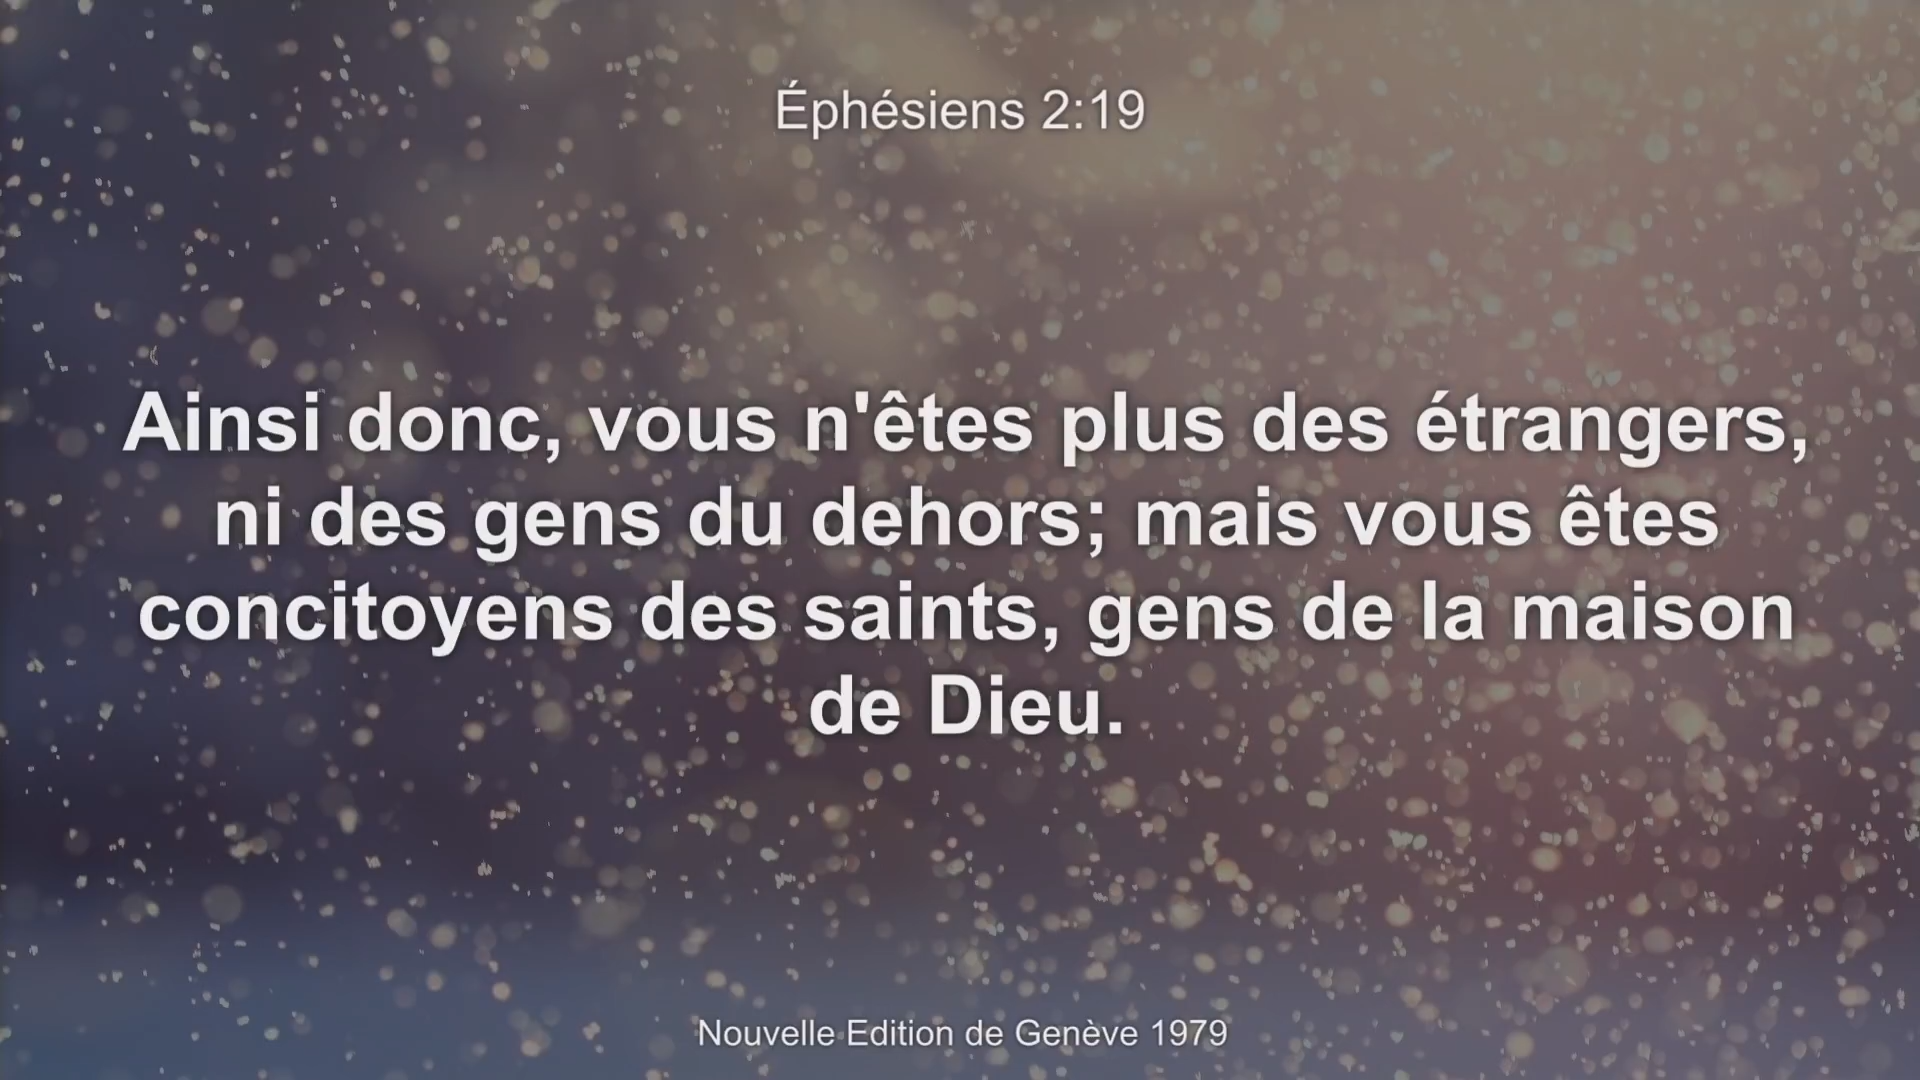 Éphésiens 2:19
Ainsi donc, vous n'êtes plus des étrangers,
ni des gens du dehors; mais vous êtes
concitoyens des saints, gens de la maison
de Dieu.
Nouvelle Edition de Genève 1979